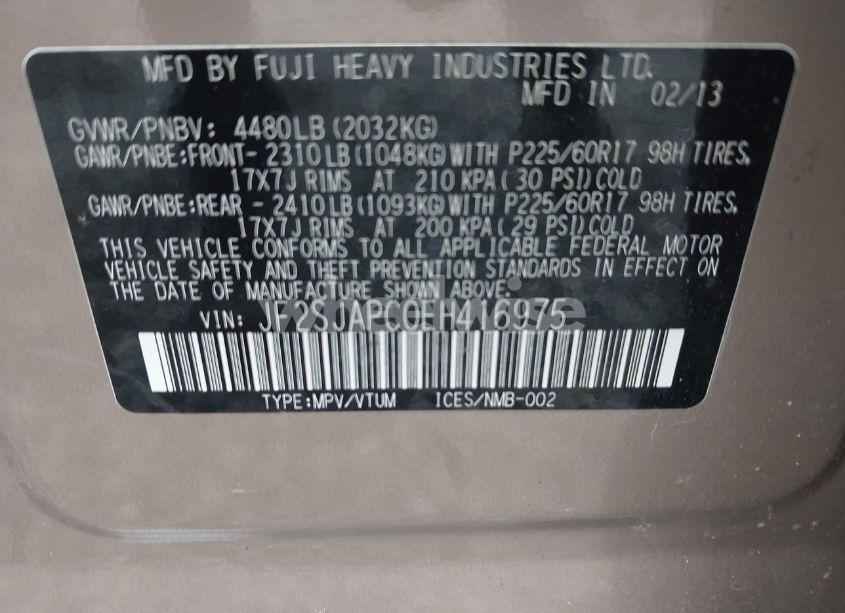 MFD BY FUJI HEAVY INDUSTRIES LTD.
MFD IN 02/13
GVWR/PNBV: 4480LB(2032KG)
GAWR/PNBE:FRONT- 2310LB(1048KG)WITH P225/60R17 98H TIRES,
17X7J RIMS AT 210 KPA(30 PSI)COLD
GAWR/PNBE:REAR - 2410LB(1093KG)WITH P225/60R17 98H TIRES,
17X7J RIMS AT 200 KPA(29 PSI)COLD
THIS VEHICLE CONFORMS TO ALL APPLICABLE FEDERAL MOTOR
VEHICLE SAFETY AND THEFT PREVENTION STANDARDS IN EFFECT ON
THE DATE OF MANUFACTURE SHOWN ABOVE.
VIN: JF2SJAPC0EH416975
TYPE:MPV/VTUM ICES/NMB-002